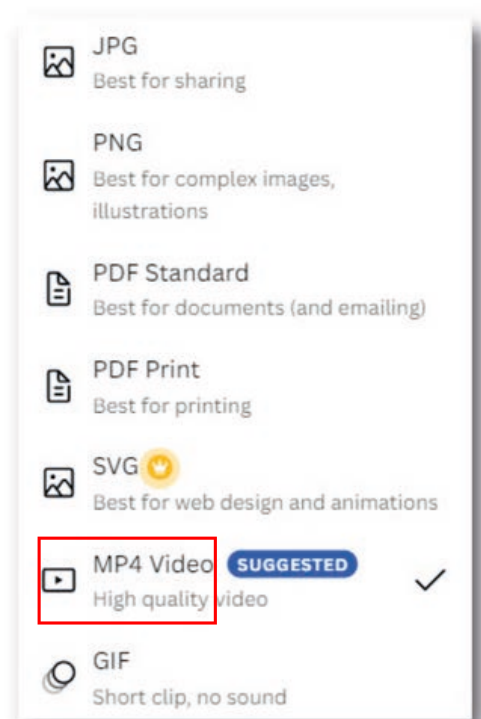 JPG
Best for sharing
PNG
Best for complex images,
illustrations
PDF Standard
Best for documents (and emailing)
PDF Print
Best for printing
SVG
Best for web design and animations
MP4 Video SUGGESTED
High quality video
GIF
Short clip, no sound